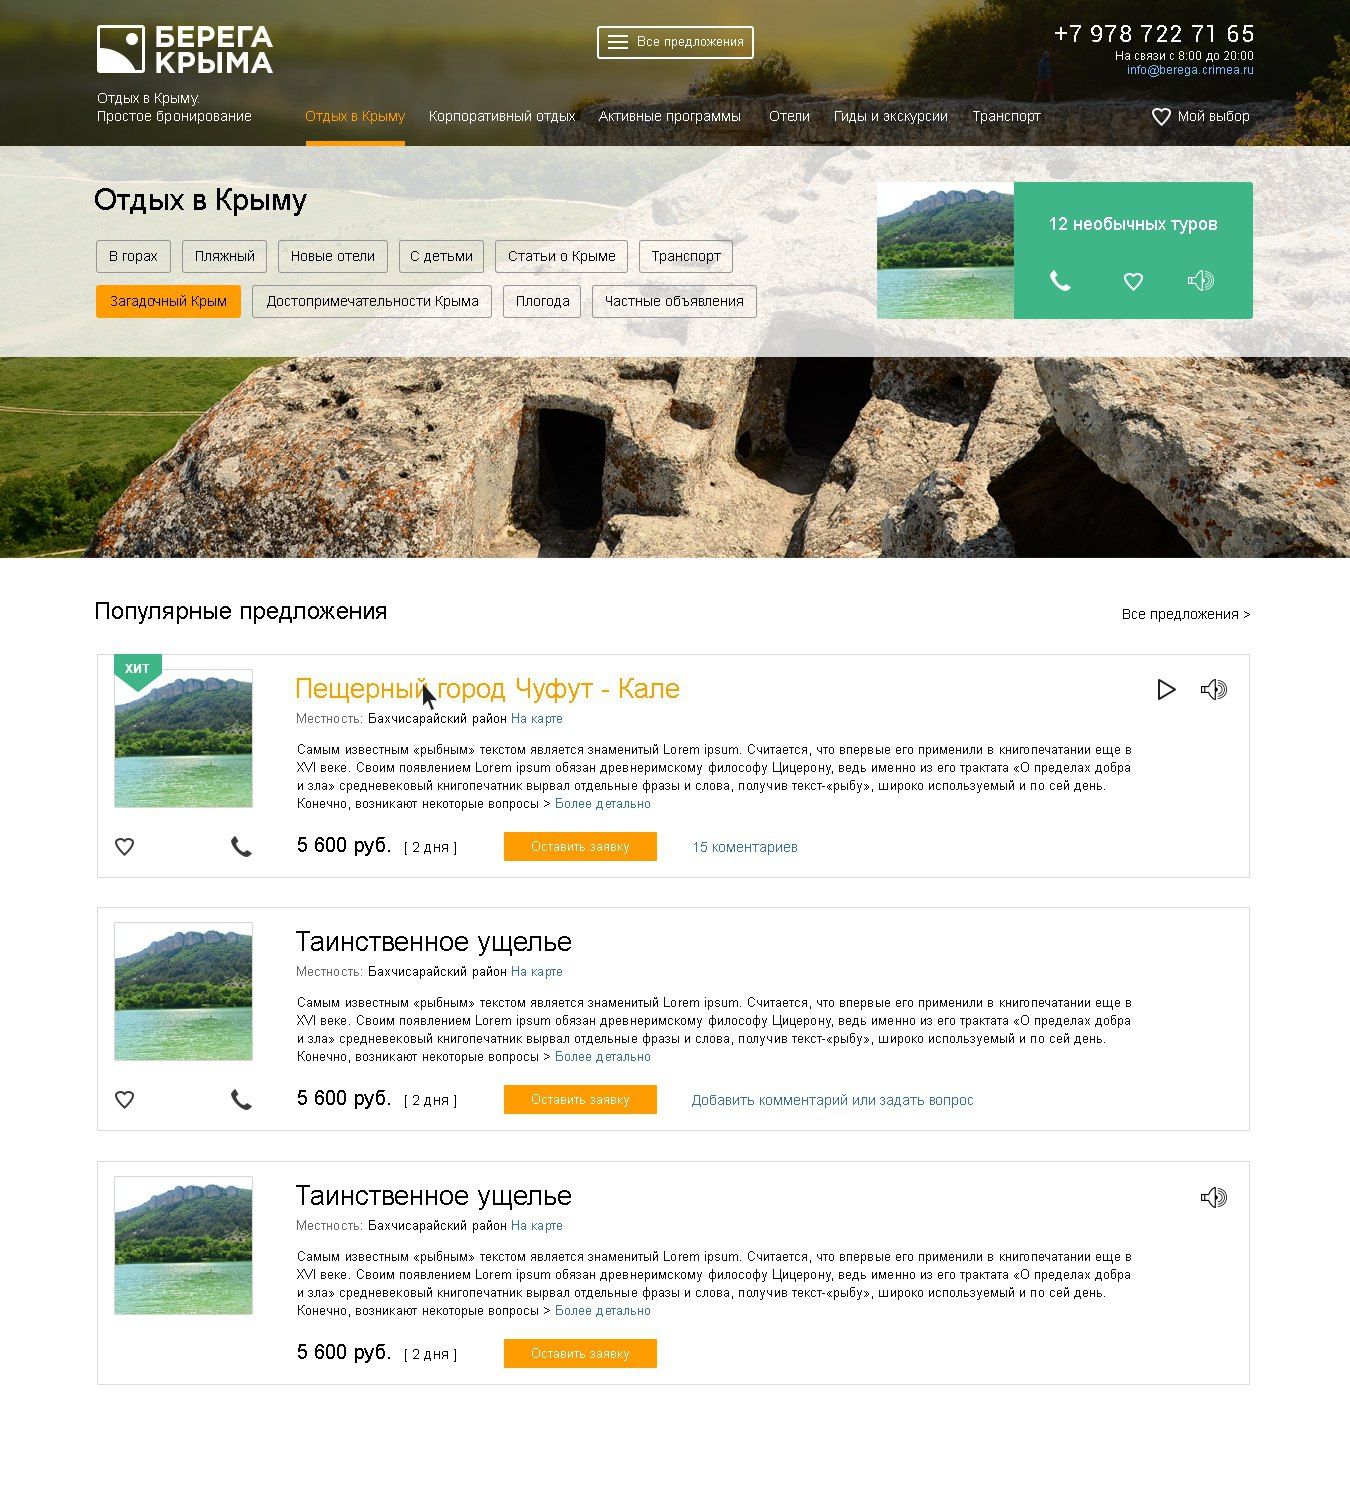 БЕРЕГА
КРЫМА
Все предложения
+7 978 722 71 65
На связи с 8:00 до 20:00
info@berega.crimea.ru
Отдых в Крыму.
Простое бронирование
Отдых в Крыму
Корпоративный отдых
Активные программы
Отели
Гиды и экскурсии
Транспорт
Мой выбор
Отдых в Крыму
В горах
Пляжный
Новые отели
С детьми
Статьи о Крыме
Транспорт
Загадочный Крым
Достопримечательности Крыма
Плогода
Частные объявления
12 необычных туров
Популярные предложения
Все предложения >
ХИТ
Пещерный город Чуфут - Кале
Местность: Бахчисарайский район На карте
Самым известным «рыбным» текстом является знаменитый Lorem ipsum. Считается, что впервые его применили в книгопечатании еще в
XVI веке. Своим появлением Lorem ipsum обязан древнеримскому философу Цицерону, ведь именно из его трактата «О пределах добра
и зла» средневековый книгопечатник вырвал отдельные фразы и слова, получив текст-«рыбу», широко используемый и по сей день.
Конечно, возникают некоторые вопросы > Более детально
5 600 руб. [ 2 дня ]
Оставить заявку
15 коментариев
Таинственное ущелье
Местность: Бахчисарайский район На карте
Самым известным «рыбным» текстом является знаменитый Lorem ipsum. Считается, что впервые его применили в книгопечатании еще в
XVI веке. Своим появлением Lorem ipsum обязан древнеримскому философу Цицерону, ведь именно из его трактата «О пределах добра
и зла» средневековый книгопечатник вырвал отдельные фразы и слова, получив текст-«рыбу», широко используемый и по сей день.
Конечно, возникают некоторые вопросы > Более детально
5 600 руб. [ 2 дня ]
Оставить заявку
Добавить комментарий или задать вопрос
Таинственное ущелье
Местность: Бахчисарайский район На карте
Самым известным «рыбным» текстом является знаменитый Lorem ipsum. Считается, что впервые его применили в книгопечатании еще в
XVI веке. Своим появлением Lorem ipsum обязан древнеримскому философу Цицерону, ведь именно из его трактата «О пределах добра
и зла» средневековый книгопечатник вырвал отдельные фразы и слова, получив текст-«рыбу», широко используемый и по сей день.
Конечно, возникают некоторые вопросы > Более детально
5 600 руб. [ 2 дня ]
Оставить заявку